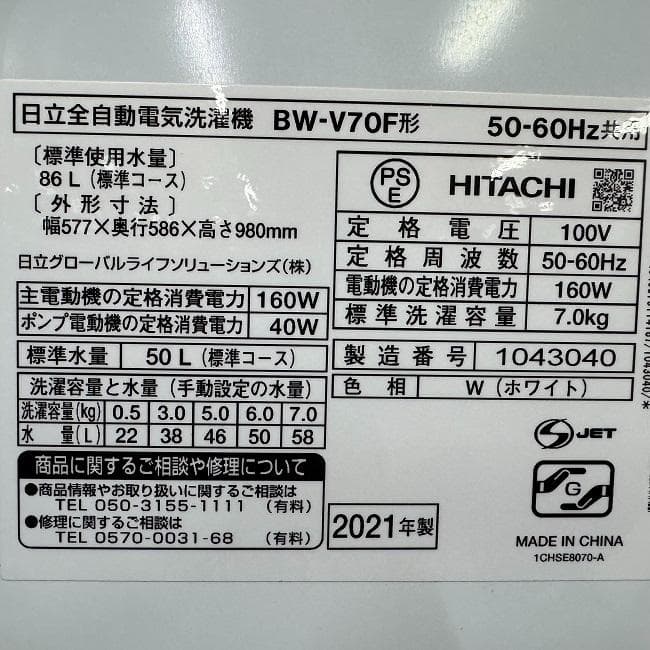 日立全自動電気洗濯機 BW-V70F形 50-60Hz共用
〔標準使用水量〕
86 L（標準コース）
〔外形寸法〕
幅577×奥行586×高さ980mm
日立グローバルライフソリューションズ（株）
主電動機の定格消費電力 160W
ポンプ電動機の定格消費電力 40W
標準水量 50 L（標準コース）
洗濯容量と水量（手動設定の水量）
洗濯容量(kg) 0.5 3.0 5.0 6.0 7.0
水量(L) 22 38 46 50 58
商品に関するご相談や修理について
●商品情報やお取り扱いに関するご相談は
TEL 050-3155-1111（有料）
●修理に関するご相談は
TEL 0570-0031-68（有料）
PSE HITACHI
定格電圧 100V
定格周波数 50-60Hz
電動機の定格消費電力 160W
標準洗濯容量 7.0kg
製造番号 1043040
色相 W（ホワイト）
S JET
G
2021年製
MADE IN CHINA
1CHSE8070-A